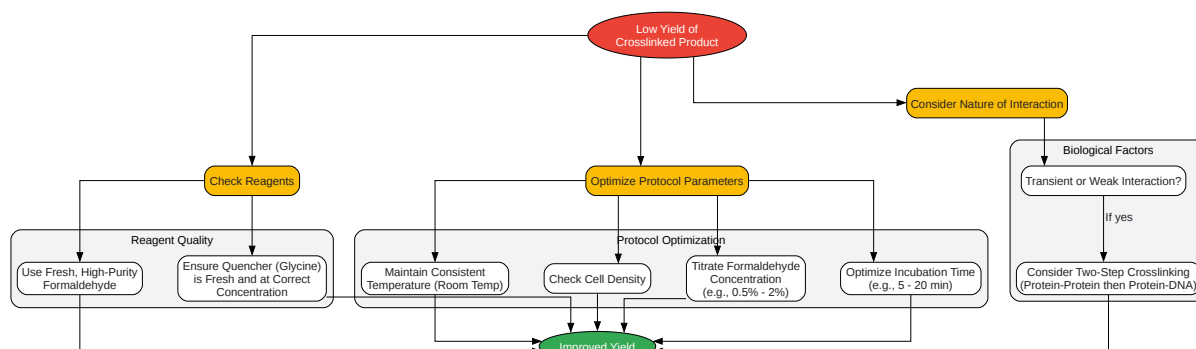 Low Yield of
Crosslinked Product
Consider Nature of Interaction
Biological Factors
Check Reagents
Optimize Protocol Parameters
Transient or Weak Interaction?
If yes
Reagent Quality
Protocol Optimization
Use Fresh, High-Purity
Formaldehyde
Ensure Quencher (Glycine)
is Fresh and at Correct
Concentration
Maintain Consistent
Temperature (Room Temp)
Check Cell Density
Titrate Formaldehyde
Concentration
(e.g., 0.5% - 2%)
Optimize Incubation Time
(e.g., 5 - 20 min)
Consider Two-Step Crosslinking
(Protein-Protein then Protein-DNA)
Improved Yield